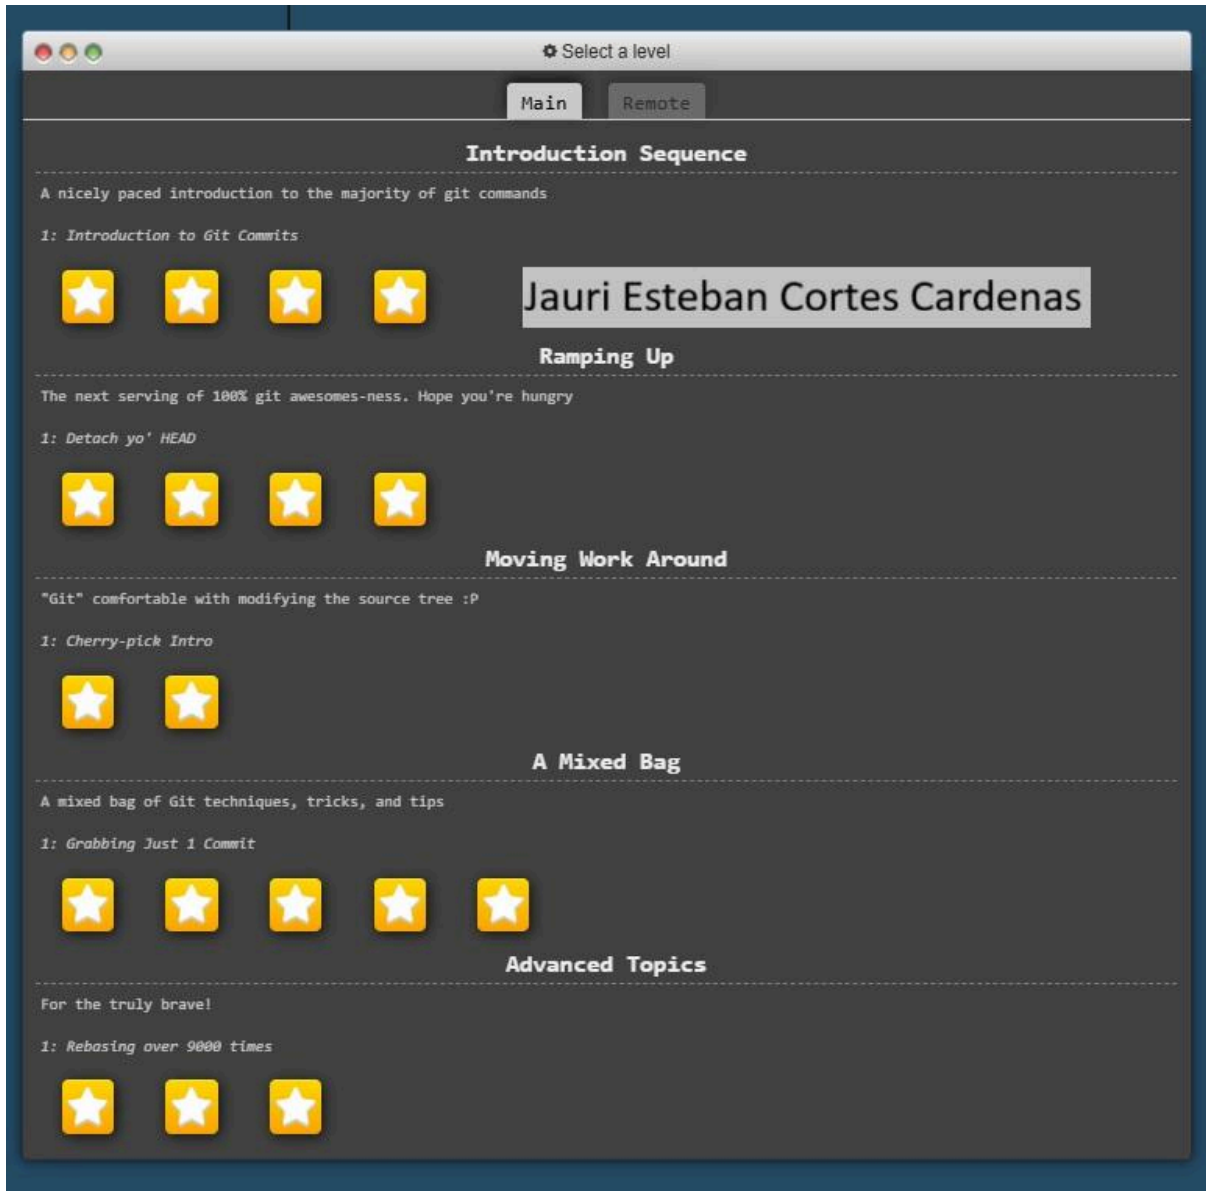 Select a level
Main Remote
Introduction Sequence
A nicely paced introduction to the majority of git commands
1: Introduction to Git Commits
Jauri Esteban Cortes Cardenas
Ramping Up
The next serving of 100% git awesomes-ness. Hope you're hungry
1: Detach yo' HEAD
Moving Work Around
"Git" comfortable with modifying the source tree :P
1: Cherry-pick Intro
A Mixed Bag
A mixed bag of Git techniques, tricks, and tips
1: Grabbing Just 1 Commit
Advanced Topics
For the truly brave!
1: Rebasing over 9000 times